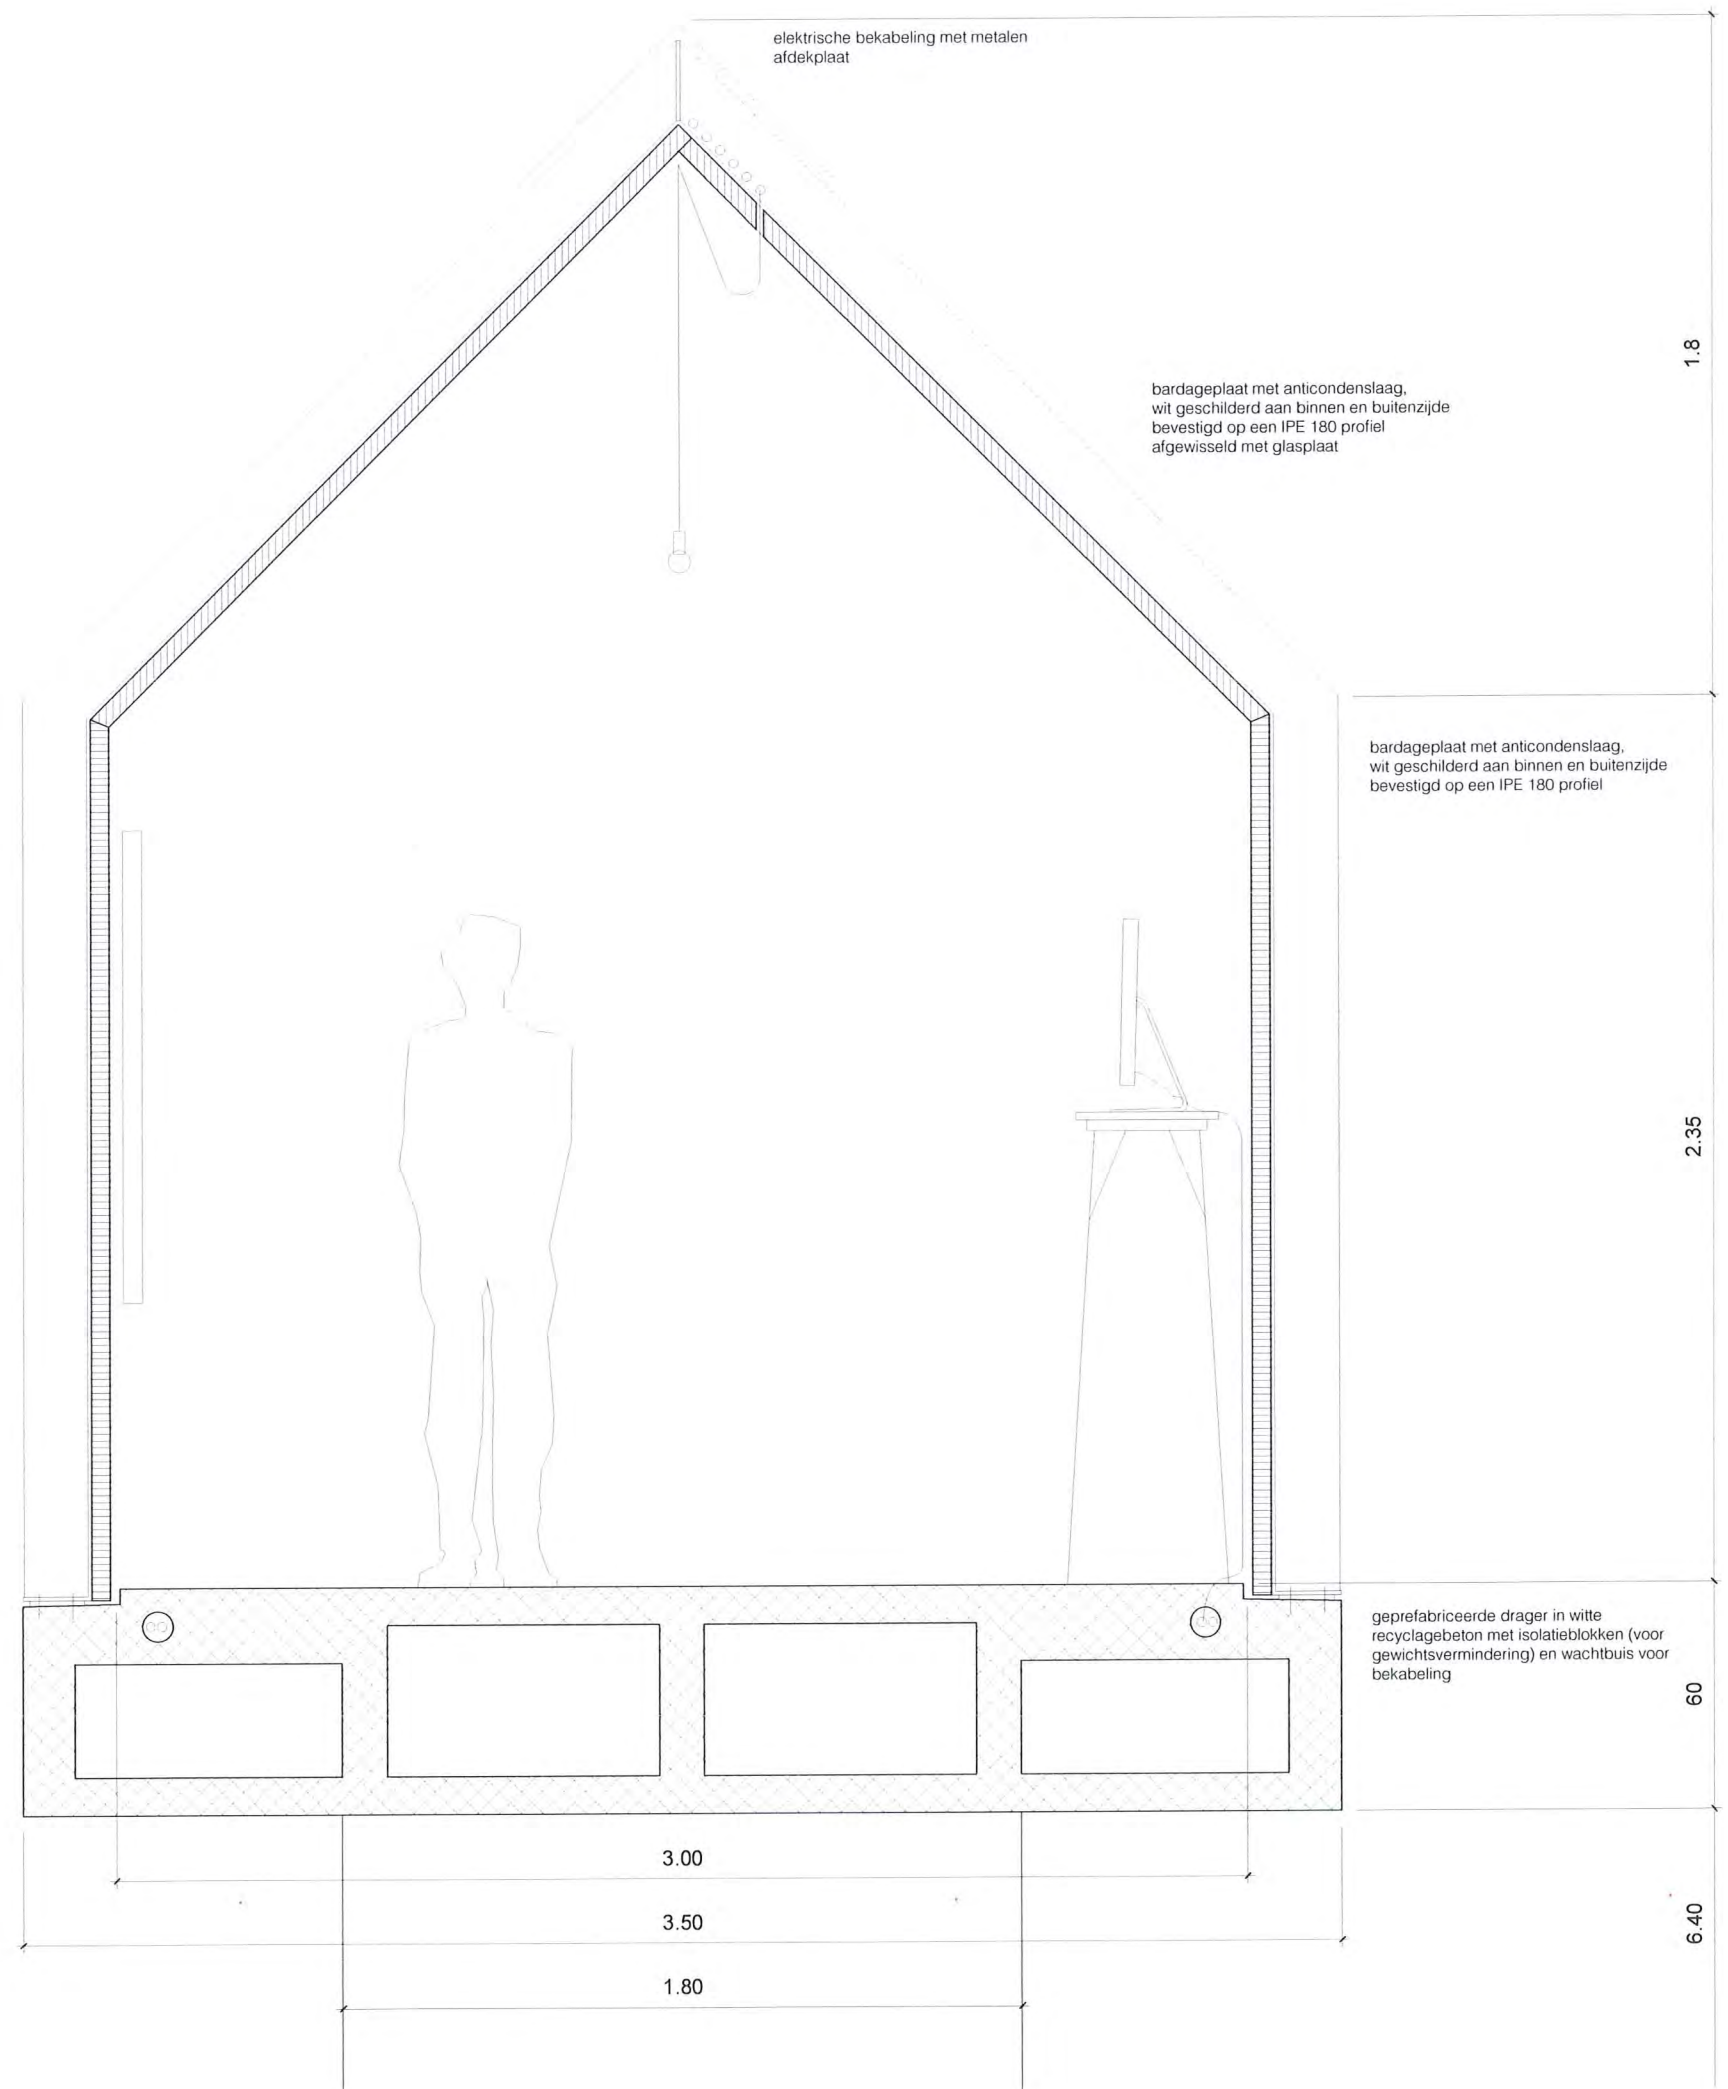 elektrische bekabeling met metalen
afdekplaat
1.8
bardageplaat met anticondenslaag,
wit geschilderd aan binnen en buitenzijde
bevestigd op een IPE 180 profiel
afgewisseld met glasplaat
bardageplaat met anticondenslaag,
wit geschilderd aan binnen en buitenzijde
bevestigd op een IPE 180 profiel
2.35
geprefabriceerde drager in witte
recyclagebeton met isolatieblokken (voor
gewichtsvermindering) en wachtbuis voor
bekabeling
60
3.00
3.50
6.40
1.80